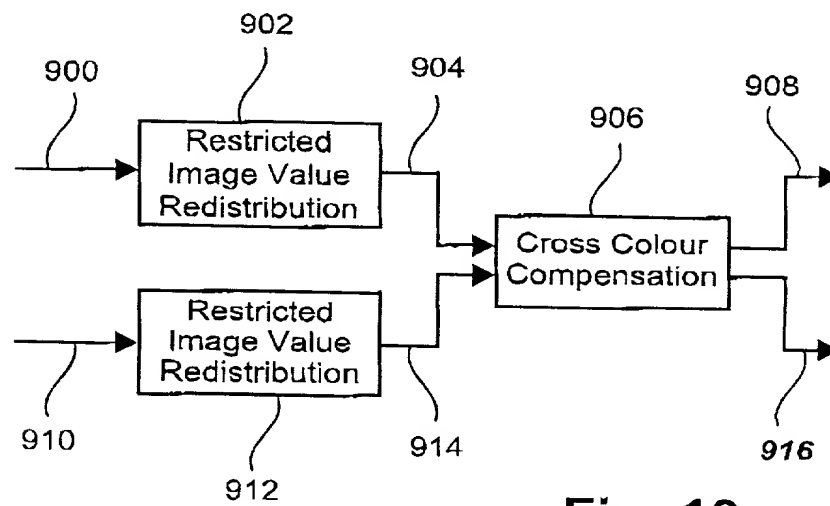 902
900
904
906
908
Restricted
Image Value
Redistribution
Cross Colour
Compensation
Restricted
Image Value
Redistribution
910
914
916
912